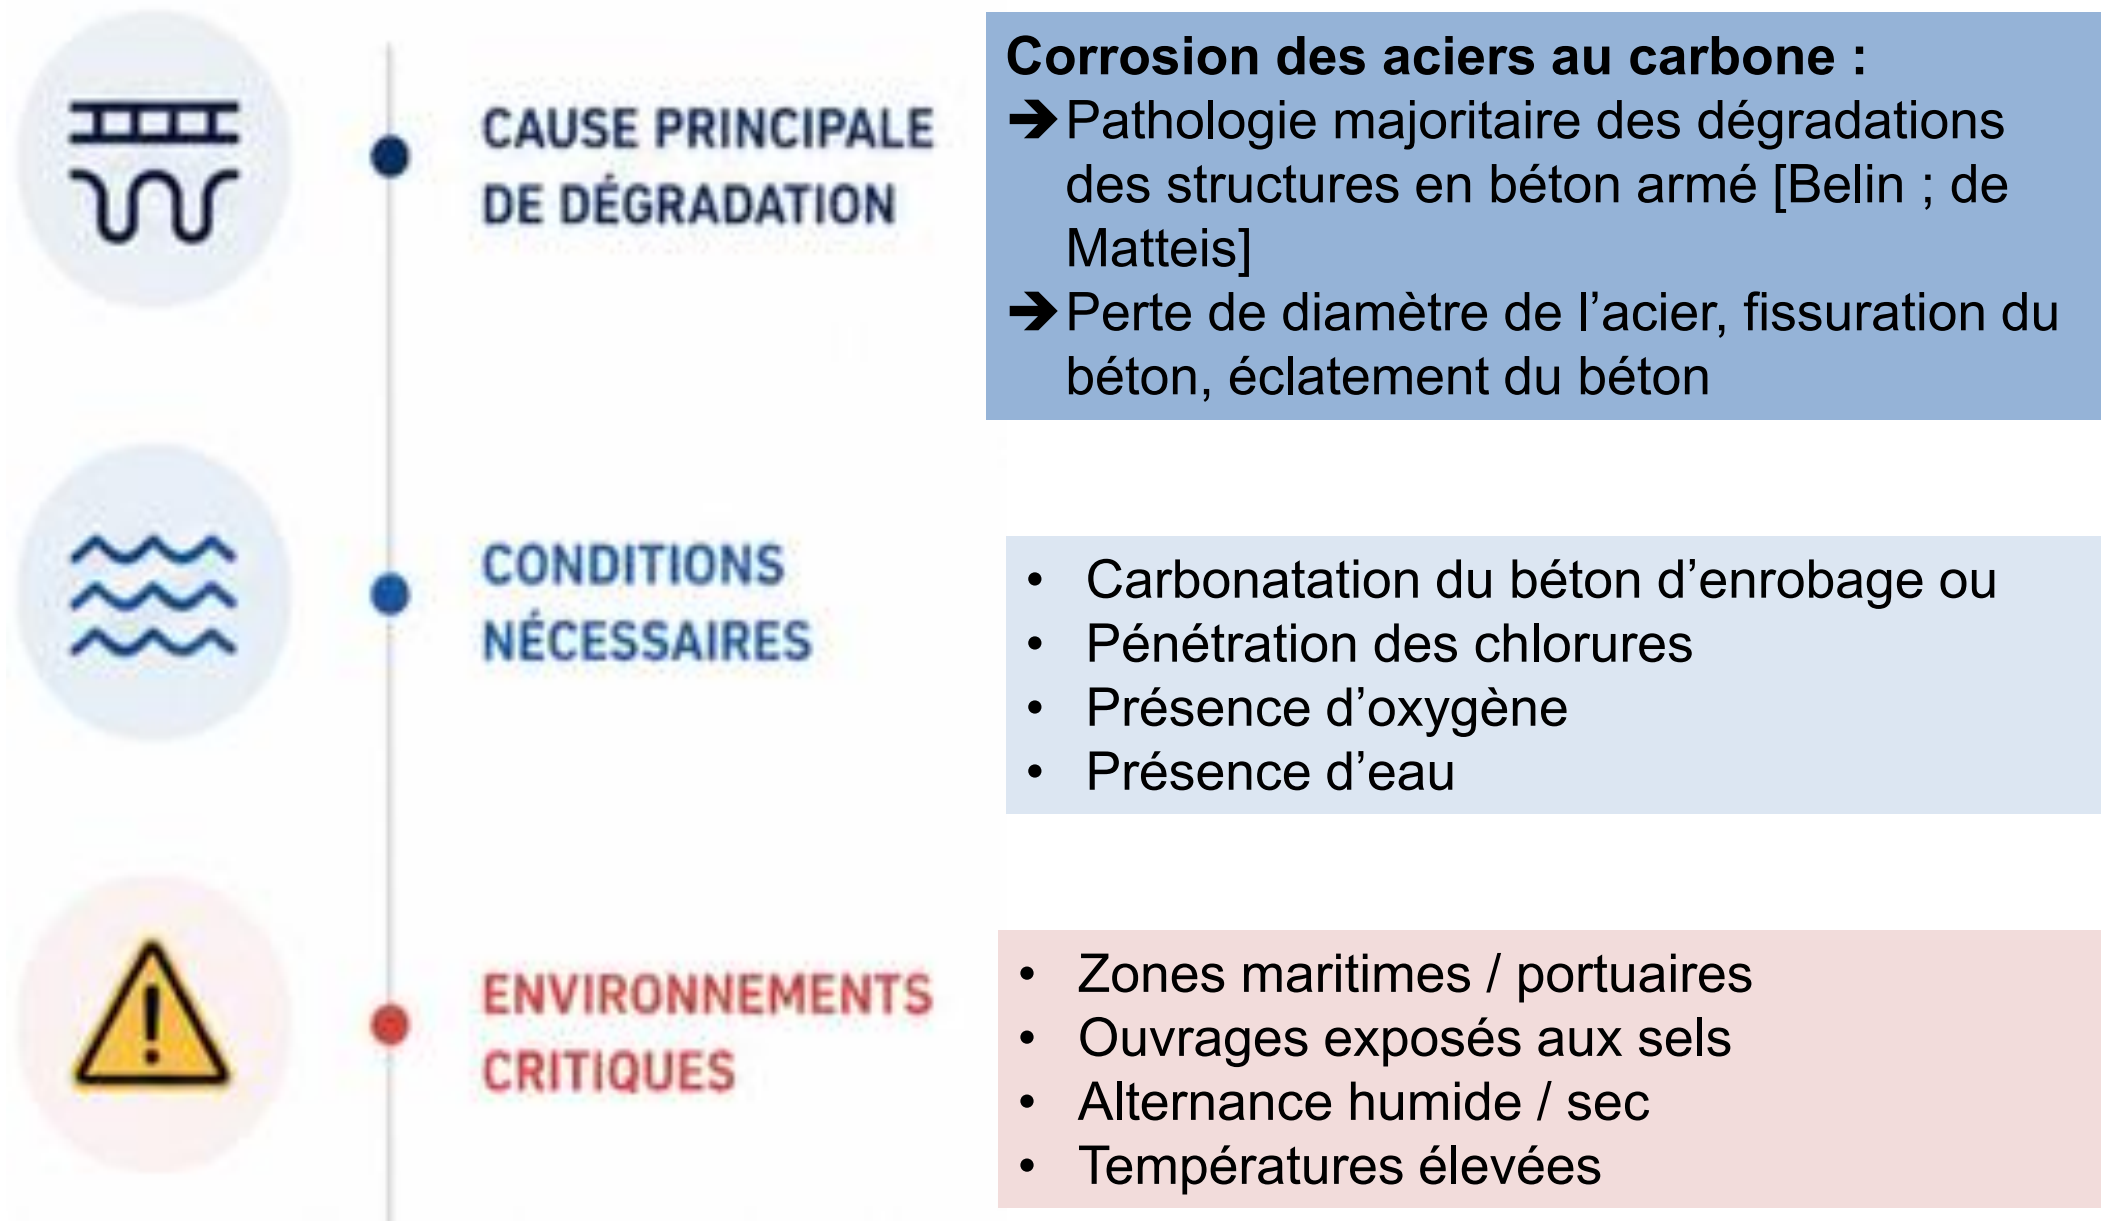 CAUSE PRINCIPALE
DE DÉGRADATION
Corrosion des aciers au carbone :
➔ Pathologie majoritaire des dégradations
des structures en béton armé [Belin ; de
Matteis]
➔ Perte de diamètre de l’acier, fissuration du
béton, éclatement du béton
CONDITIONS
NÉCESSAIRES
• Carbonatation du béton d’enrobage ou
• Pénétration des chlorures
• Présence d’oxygène
• Présence d’eau
ENVIRONNEMENTS
CRITIQUES
• Zones maritimes / portuaires
• Ouvrages exposés aux sels
• Alternance humide / sec
• Températures élevées